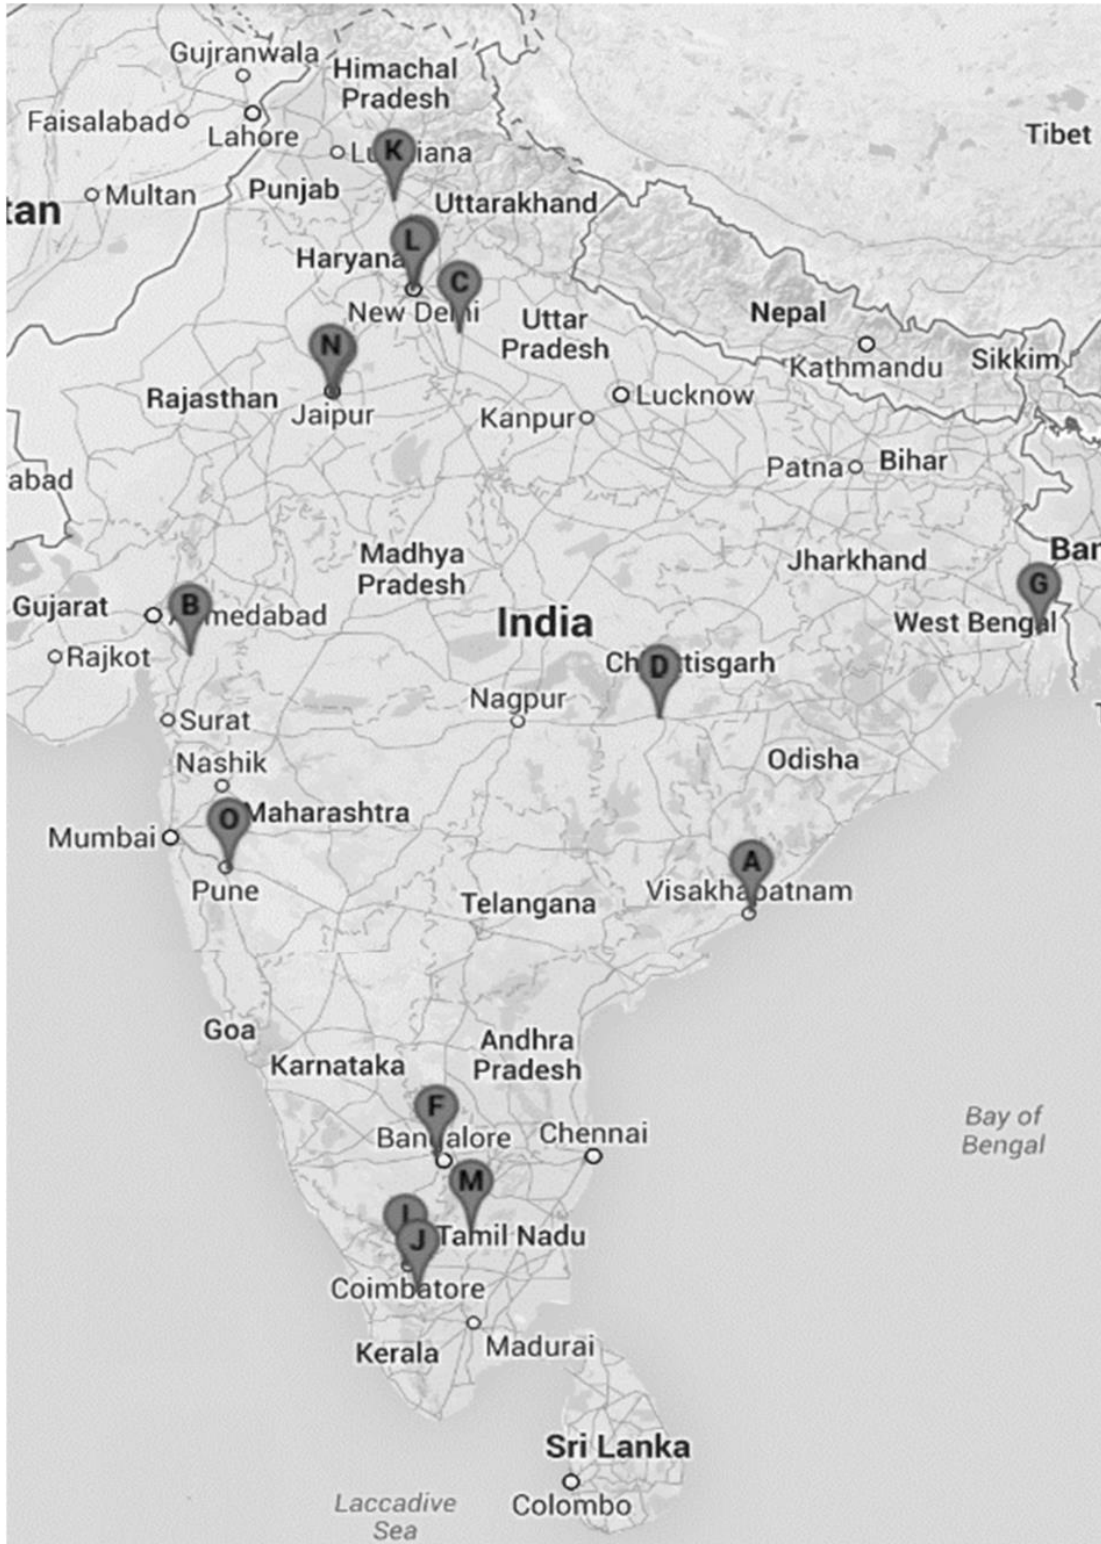 Gujranwala
Himachal
Pradesh
Faisalabad
Lahore
Tibet
K
Multan
Punjab
tan
Uttarakhand
L
Haryana
C
New Delhi
Uttar
Pradesh
Nepal
N
Kathmandu
Sikkim
Rajasthan
Jaipur
Lucknow
Kanpur
Patna
Bihar
abad
Madhya
Pradesh
Jharkhand
Ban
G
Gujarat
B
medabad
India
West Bengal
Rajkot
Ch
D
tisgarh
Nagpur
Surat
Nashik
Odisha
O
Maharashtra
Mumbai
A
Pune
Visakhapatnam
Telangana
Goa
Andhra
Pradesh
Karnataka
F
Bangalore
Chennai
Bay of
Bengal
M
J
Tamil Nadu
Coimbatore
Madurai
Kerala
Sri Lanka
Colombo
Laccadive
Sea